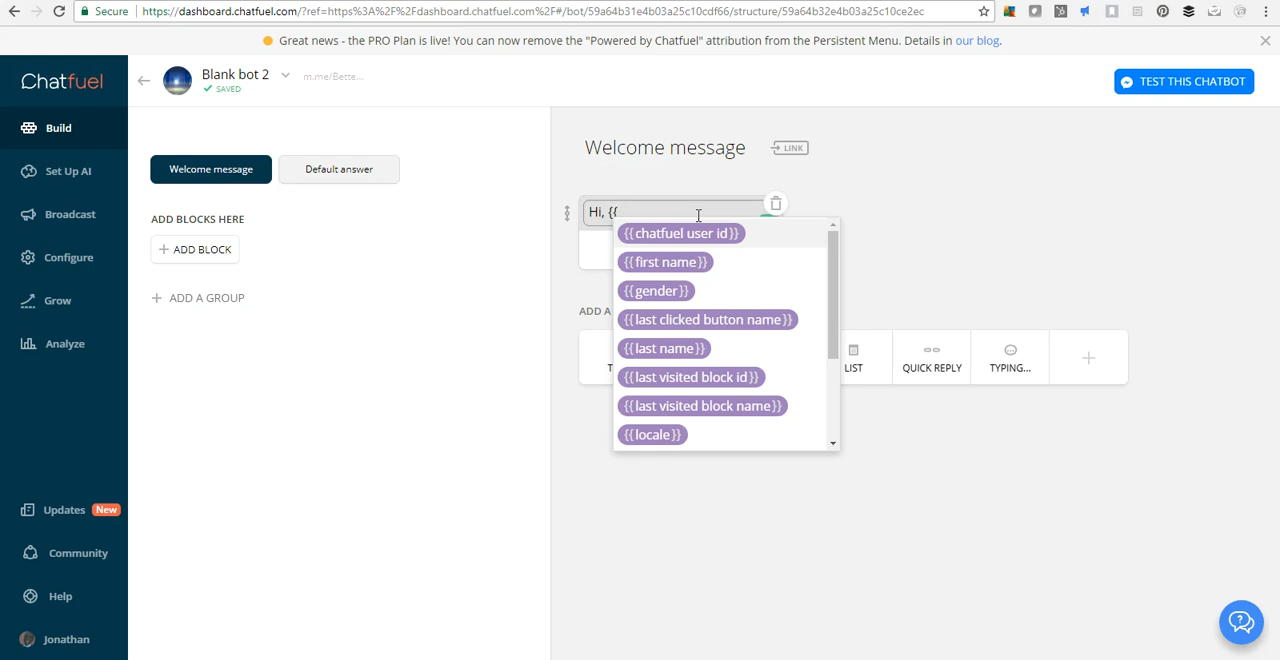 Secure
https://dashboard.chatfuel.com/?ref=https%3A%2F%2Fdashboard.chatfuel.com%2F#/bot/59a64b31e4b03a25c10cdf66/structure/59a64b32e4b03a25c10ce2ec
Great news - the PRO Plan is live! You can now remove the "Powered by Chatfuel" attribution from the Persistent Menu. Details in our blog.
Chatfuel
Blank bot 2
m.me/Bette...
SAVED
TEST THIS CHATBOT
Build
Set Up AI
Broadcast
Configure
Grow
Analyze
Updates New
Community
Help
Jonathan
Welcome message
Default answer
ADD BLOCKS HERE
+ ADD BLOCK
+ ADD A GROUP
Welcome message
LINK
Hi, {{
{{chatfuel user id}}
{{first name}}
{{gender}}
{{last clicked button name}}
{{last name}}
{{last visited block id}}
{{last visited block name}}
{{locale}}
ADD A
T
LIST
QUICK REPLY
TYPING...